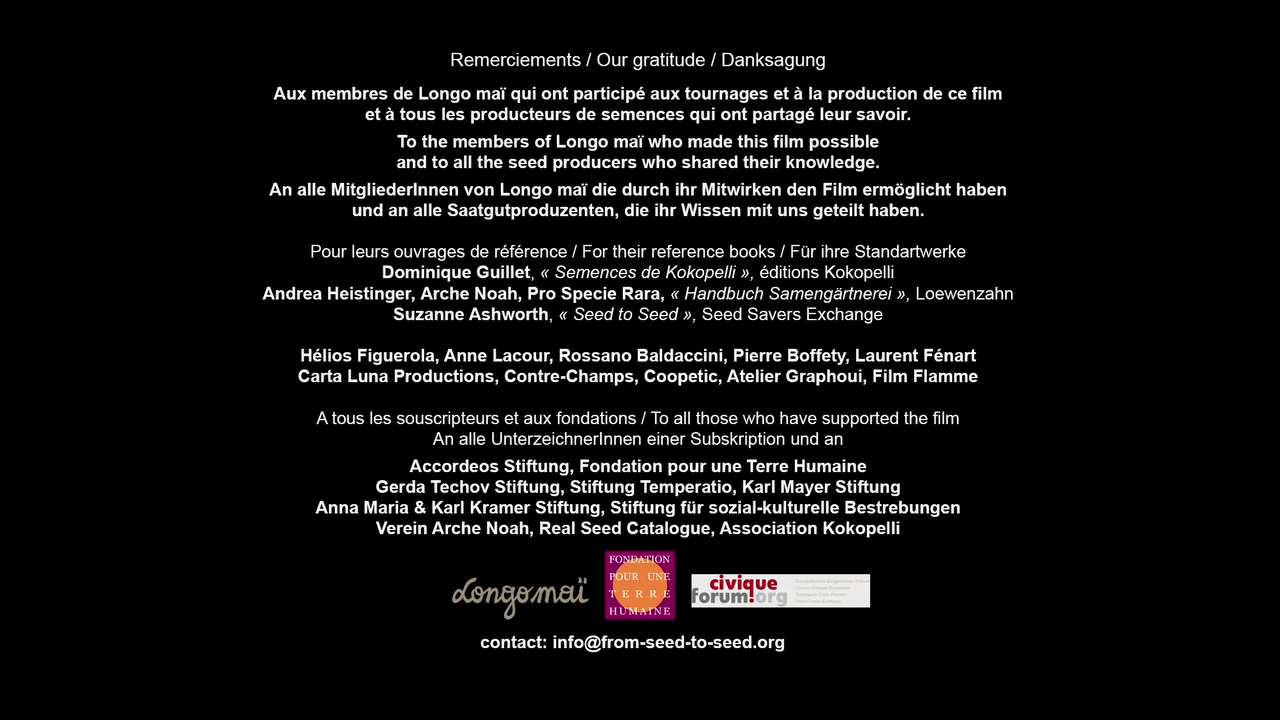 Remerciements / Our gratitude / Danksagung
Aux membres de Longo maï qui ont participé aux tournages et à la production de ce film
et à tous les producteurs de semences qui ont partagé leur savoir.
To the members of Longo maï who made this film possible
and to all the seed producers who shared their knowledge.
An alle MitgliederInnen von Longo maï die durch ihr Mitwirken den Film ermöglicht haben
und an alle Saatgutproduzenten, die ihr Wissen mit uns geteilt haben.
Pour leurs ouvrages de référence / For their reference books / Für ihre Standartwerke
Dominique Guillet, « Semences de Kokopelli », éditions Kokopelli
Andrea Heistinger, Arche Noah, Pro Specie Rara, « Handbuch Samengärtnerei », Loewenzahn
Suzanne Ashworth, « Seed to Seed », Seed Savers Exchange
Hélios Figuerola, Anne Lacour, Rossano Baldaccini, Pierre Boffety, Laurent Fénart
Carta Luna Productions, Contre-Champs, Coopetic, Atelier Graphoui, Film Flamme
A tous les souscripteurs et aux fondations / To all those who have supported the film
An alle UnterzeichnerInnen einer Subskription und an
Accordeos Stiftung, Fondation pour une Terre Humaine
Gerda Techov Stiftung, Stiftung Temperatio, Karl Mayer Stiftung
Anna Maria & Karl Kramer Stiftung, Stiftung für sozial-kulturelle Bestrebungen
Verein Arche Noah, Real Seed Catalogue, Association Kokopelli
Longo maï
FONDATION
POUR UNE
TERRE
HUMAINE
civique
forum!org
contact: info@from-seed-to-seed.org